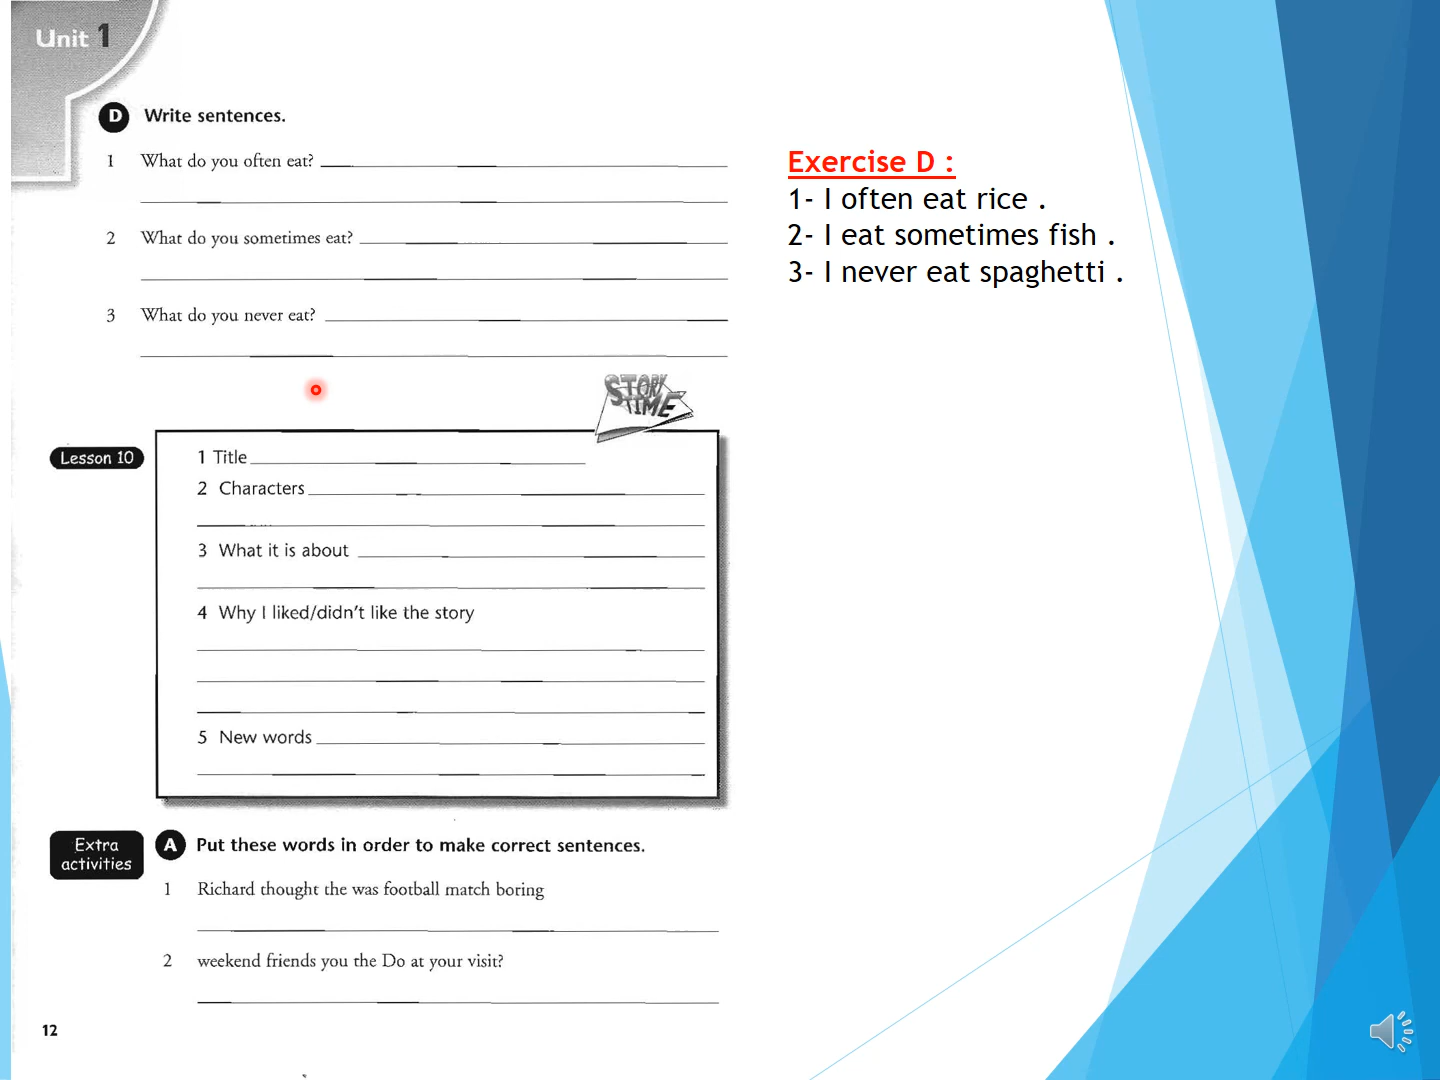 Unit 1
D Write sentences.
1 What do you often eat?
2 What do you sometimes eat?
3 What do you never eat?
STORY TIME
Lesson 10
1 Title
2 Characters
3 What it is about
4 Why I liked/didn't like the story
5 New words
Extra activities
A Put these words in order to make correct sentences.
1 Richard thought the was football match boring
2 weekend friends you the Do at your visit?
12
Exercise D :
1- I often eat rice .
2- I eat sometimes fish .
3- I never eat spaghetti .